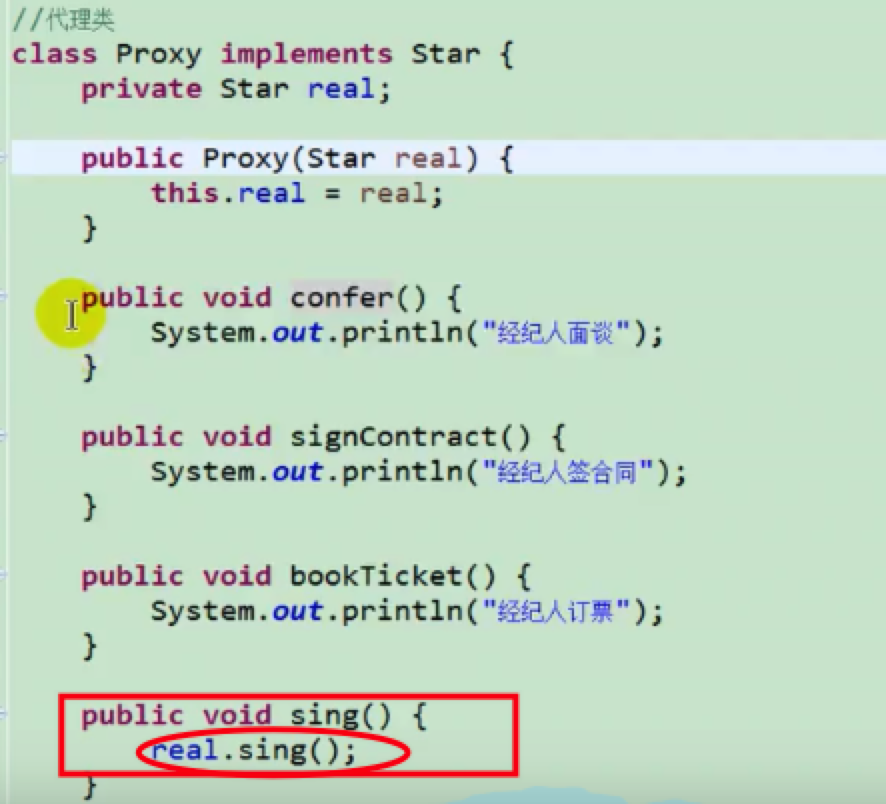 //代理类
class Proxy implements Star {
private Star real;
public Proxy(Star real) {
this.real = real;
}
public void confer() {
System.out.println("经纪人面谈");
}
public void signContract() {
System.out.println("经纪人签合同");
}
public void bookTicket() {
System.out.println("经纪人订票");
}
public void sing() {
real.sing();
}